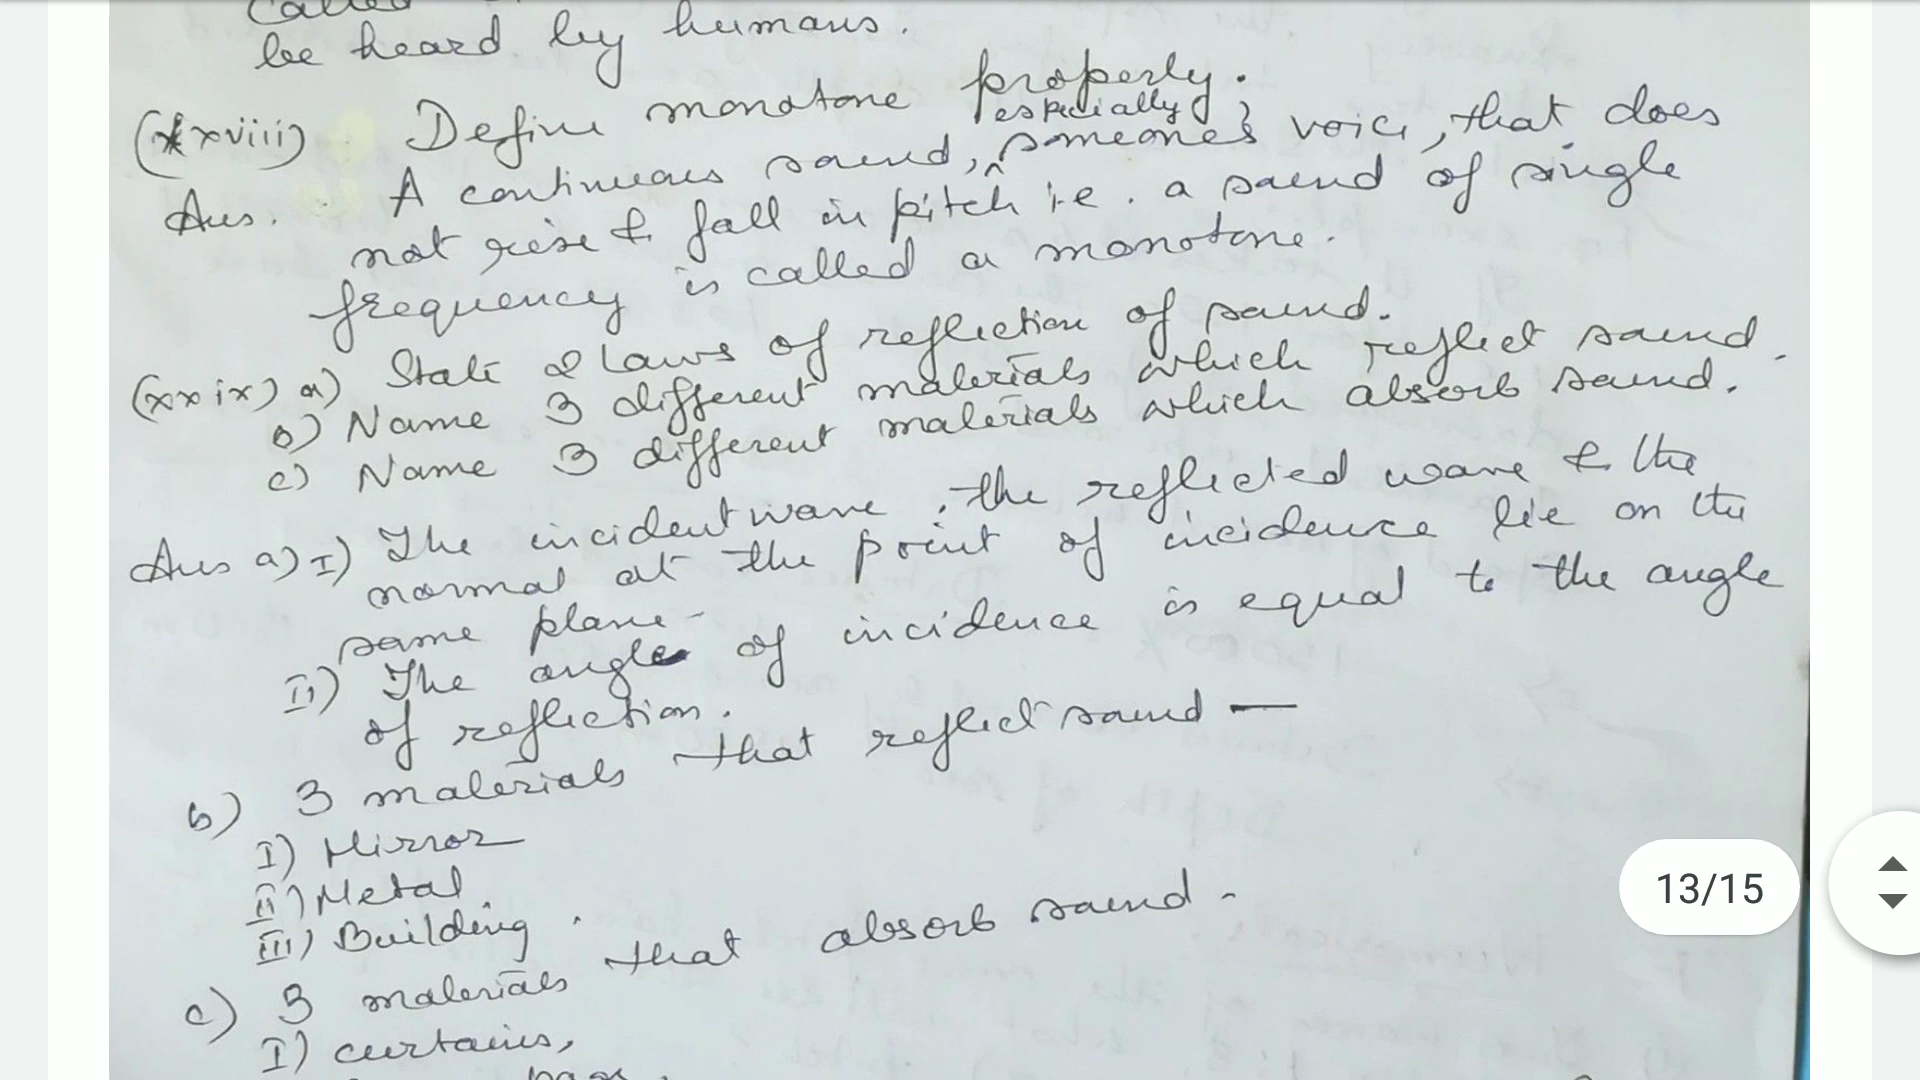 be heard by humans.
(xxviii) Define monotone properly.
Ans. A continuous sound, especially someone's voice, that does
not rise & fall in pitch i.e. a sound of single
frequency is called a monotone.
(xxix) a) State 2 laws of reflection of sound.
b) Name 3 different materials which reflect sound.
c) Name 3 different materials which absorb sound.
Ans a) I) The incident wave, the reflected wave & the
normal at the point of incidence lie on the
same plane.
II) The angle of incidence is equal to the angle
of reflection.
b) 3 materials that reflect sound —
I) Mirror
II) Metal
III) Building.
c) 3 materials that absorb sound -
I) curtains,
13/15